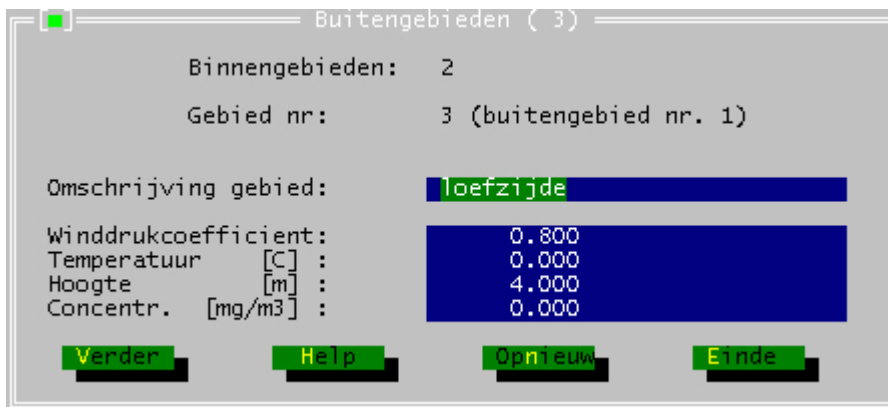 Buitengebieden ( 3)
Binnengebieden: 2
Gebied nr: 3 (buitengebied nr. 1)
Omschrijving gebied: loefzijde
Winddrukcoefficient: 0.800
Temperatuur [C] : 0.000
Hoogte [m] : 4.000
Concentr. [mg/m3] : 0.000
Verder Help Opnieuw Einde